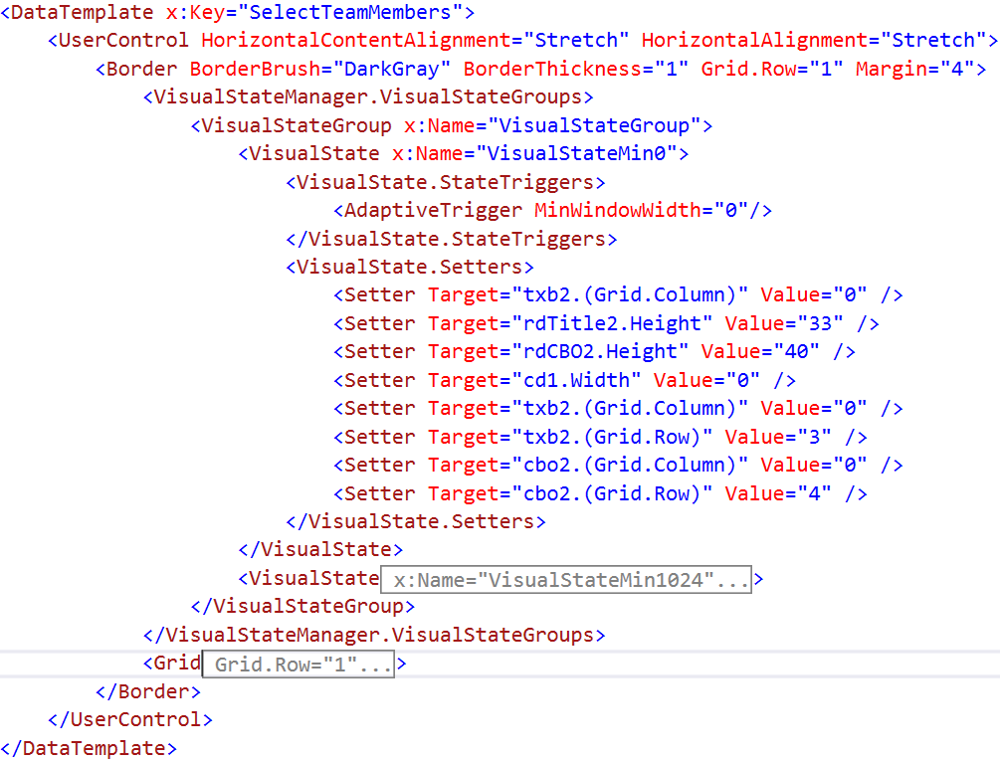 <DataTemplate x:Key="SelectTeamMembers">
<UserControl HorizontalContentAlignment="Stretch" HorizontalAlignment="Stretch">
<Border BorderBrush="DarkGray" BorderThickness="1" Grid.Row="1" Margin="4">
<VisualStateManager.VisualStateGroups>
<VisualStateGroup x:Name="VisualStateGroup">
<VisualState x:Name="VisualStateMin0">
<VisualState.StateTriggers>
<AdaptiveTrigger MinWindowWidth="0"/>
</VisualState.StateTriggers>
<VisualState.Setters>
<Setter Target="txb2.(Grid.Column)" Value="0" />
<Setter Target="rdTitle2.Height" Value="33" />
<Setter Target="rdCBO2.Height" Value="40" />
<Setter Target="cd1.Width" Value="0" />
<Setter Target="txb2.(Grid.Column)" Value="0" />
<Setter Target="txb2.(Grid.Row)" Value="3" />
<Setter Target="cbo2.(Grid.Column)" Value="0" />
<Setter Target="cbo2.(Grid.Row)" Value="4" />
</VisualState.Setters>
</VisualState>
<VisualState x:Name="VisualStateMin1024"...>
</VisualStateGroup>
</VisualStateManager.VisualStateGroups>
<Grid Grid.Row="1"...>
</Border>
</UserControl>
</DataTemplate>